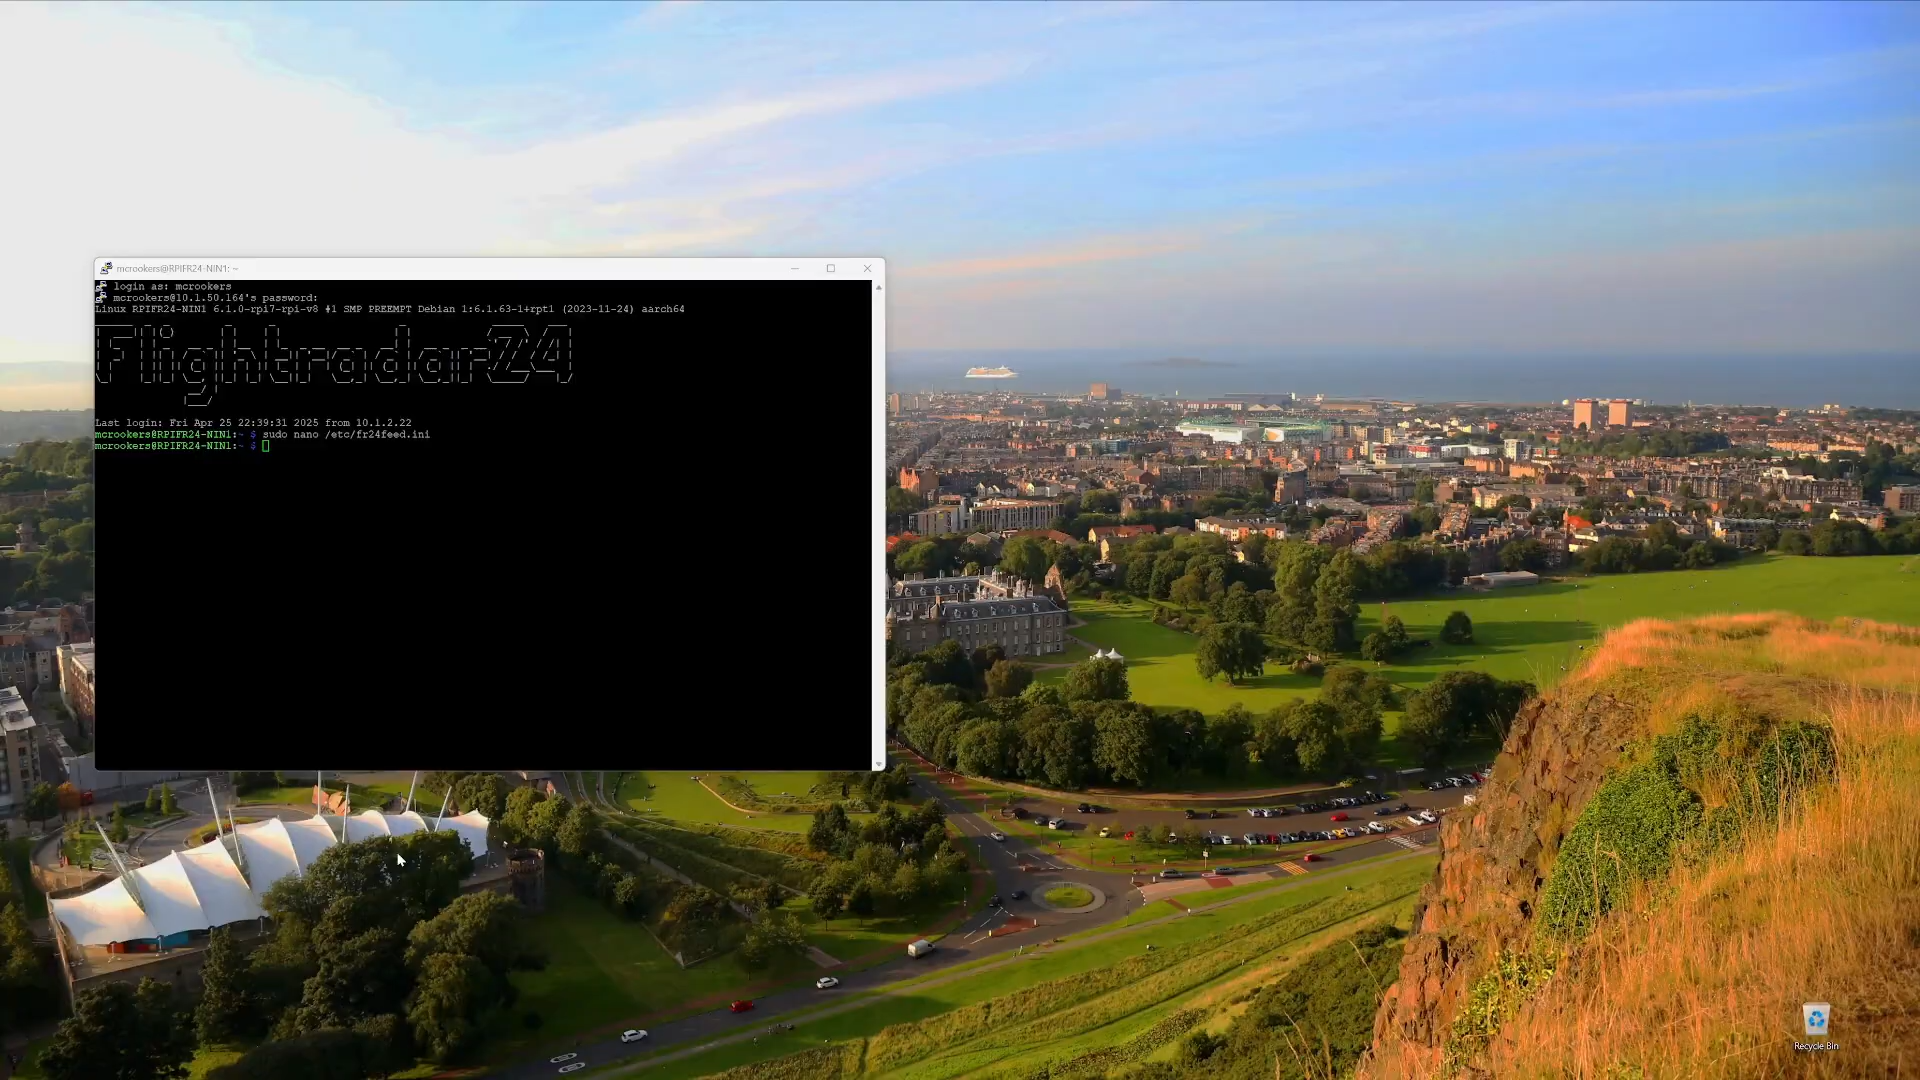 mcrookers@RPIFR24-NIN1: ~
login as: mcrookers
mcrookers@10.1.50.164's password:
Linux RPIFR24-NIN1 6.1.0-rpi7-rpi-v8 #1 SMP PREEMPT Debian 1:6.1.63-1+rpt1 (2023-11-24) aarch64
Flightradar24
Last login: Fri Apr 25 22:39:31 2025 from 10.1.2.22
mcrookers@RPIFR24-NIN1:~ $ sudo nano /etc/fr24feed.ini
mcrookers@RPIFR24-NIN1:~ $
Recycle Bin